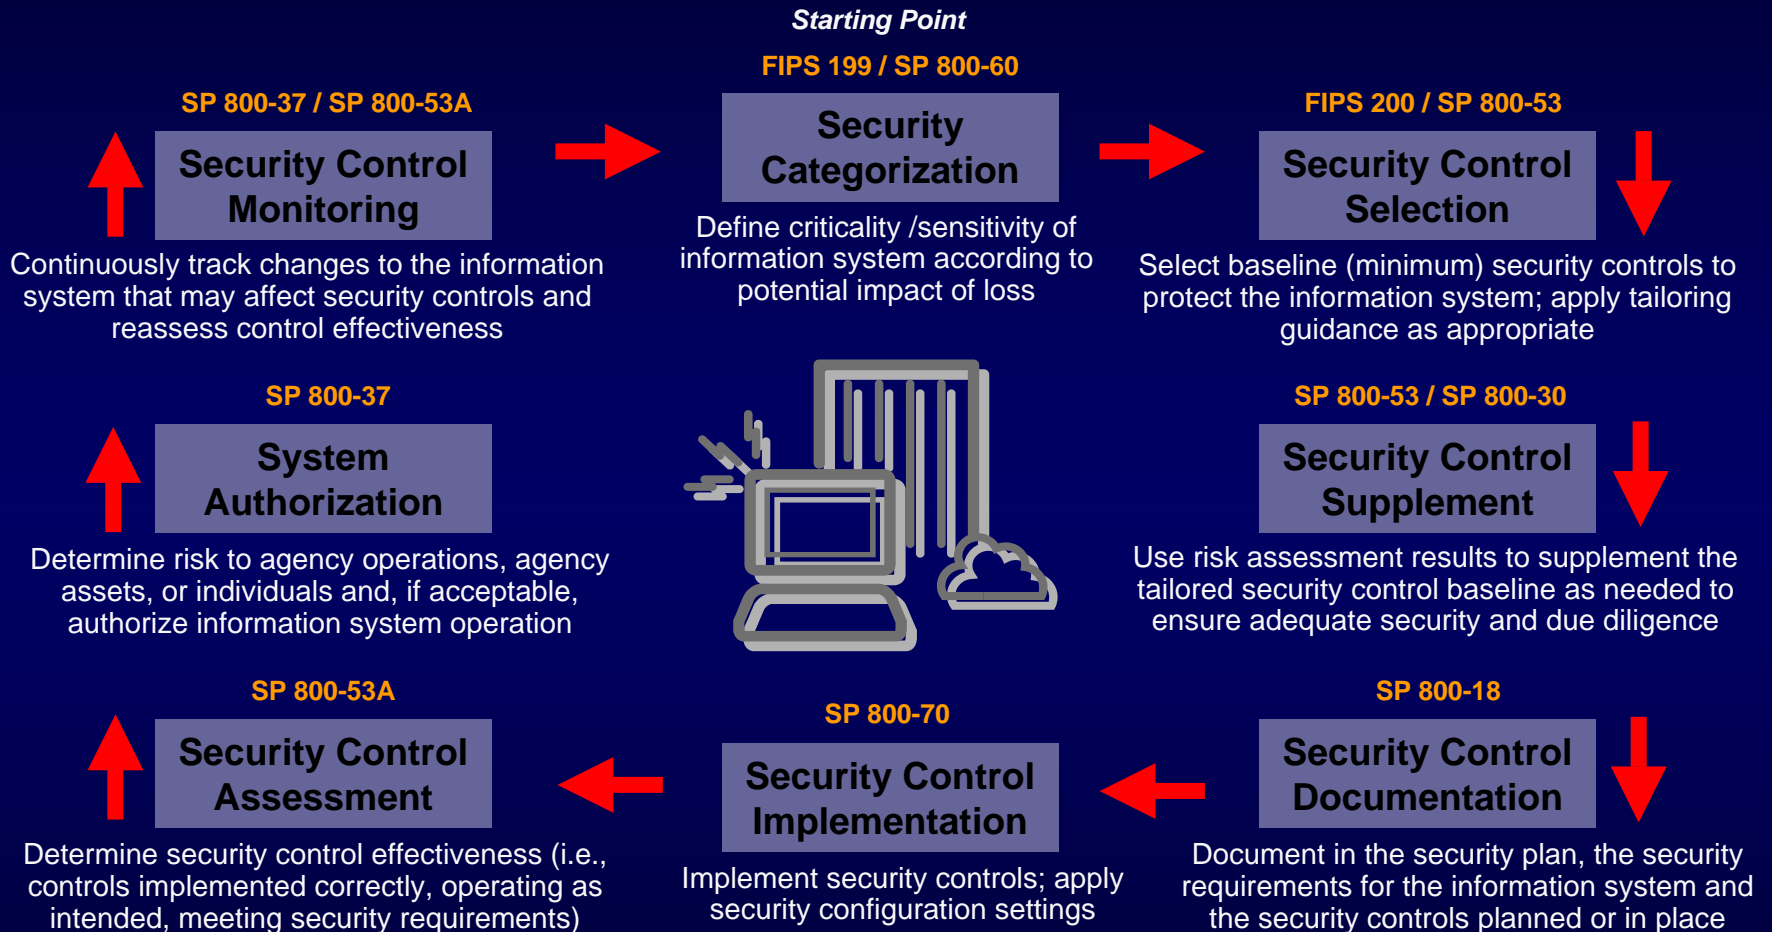 Starting Point
FIPS 199 / SP 800-60
Security
Categorization
Define criticality /sensitivity of
information system according to
potential impact of loss
FIPS 200 / SP 800-53
Security Control
Selection
Select baseline (minimum) security controls to
protect the information system; apply tailoring
guidance as appropriate
SP 800-53 / SP 800-30
Security Control
Supplement
Use risk assessment results to supplement the
tailored security control baseline as needed to
ensure adequate security and due diligence
SP 800-18
Security Control
Documentation
Document in the security plan, the security
requirements for the information system and
the security controls planned or in place
SP 800-70
Security Control
Implementation
Implement security controls; apply
security configuration settings
SP 800-53A
Security Control
Assessment
Determine security control effectiveness (i.e.,
controls implemented correctly, operating as
intended, meeting security requirements)
SP 800-37
System
Authorization
Determine risk to agency operations, agency
assets, or individuals and, if acceptable,
authorize information system operation
SP 800-37 / SP 800-53A
Security Control
Monitoring
Continuously track changes to the information
system that may affect security controls and
reassess control effectiveness